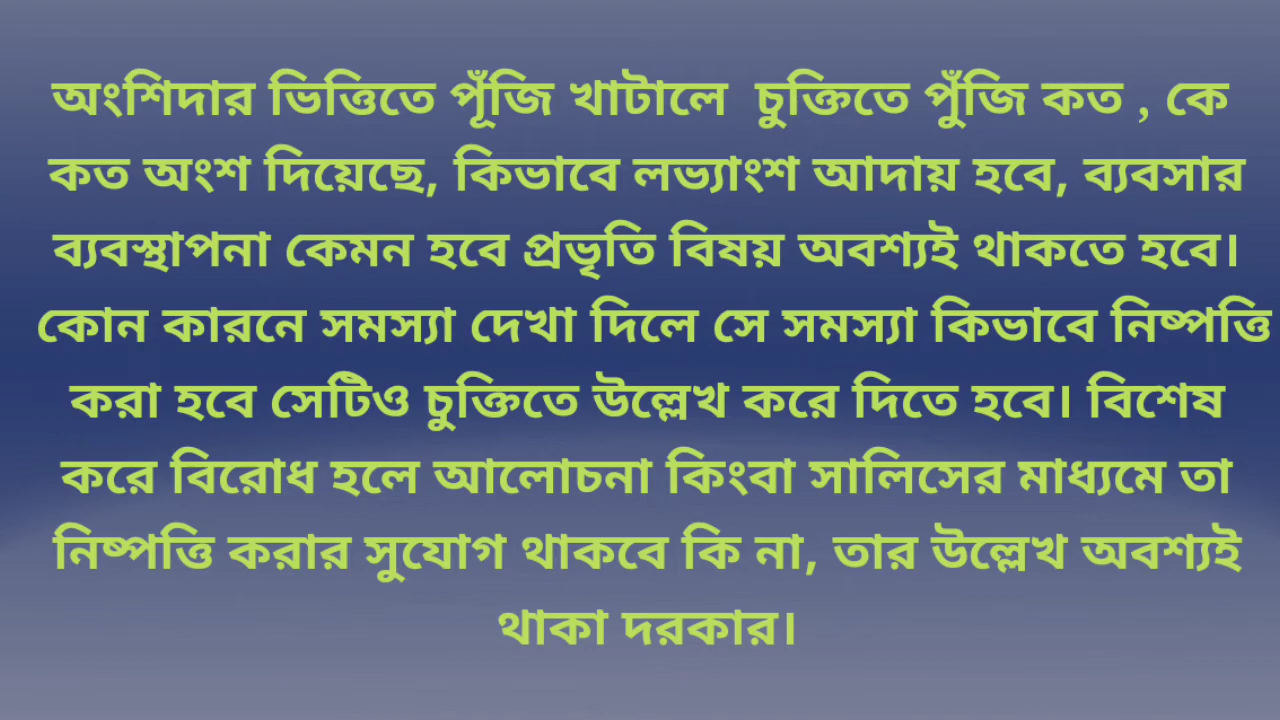 অংশিদার ভিত্তিতে পূঁজি খাটালে চুক্তিতে পুঁজি কত , কে
কত অংশ দিয়েছে, কিভাবে লভ্যাংশ আদায় হবে, ব্যবসার
ব্যবস্থাপনা কেমন হবে প্রভৃতি বিষয় অবশ্যই থাকতে হবে।
কোন কারনে সমস্যা দেখা দিলে সে সমস্যা কিভাবে নিষ্পত্তি
করা হবে সেটিও চুক্তিতে উল্লেখ করে দিতে হবে। বিশেষ
করে বিরোধ হলে আলোচনা কিংবা সালিসের মাধ্যমে তা
নিষ্পত্তি করার সুযোগ থাকবে কি না, তার উল্লেখ অবশ্যই
থাকা দরকার।